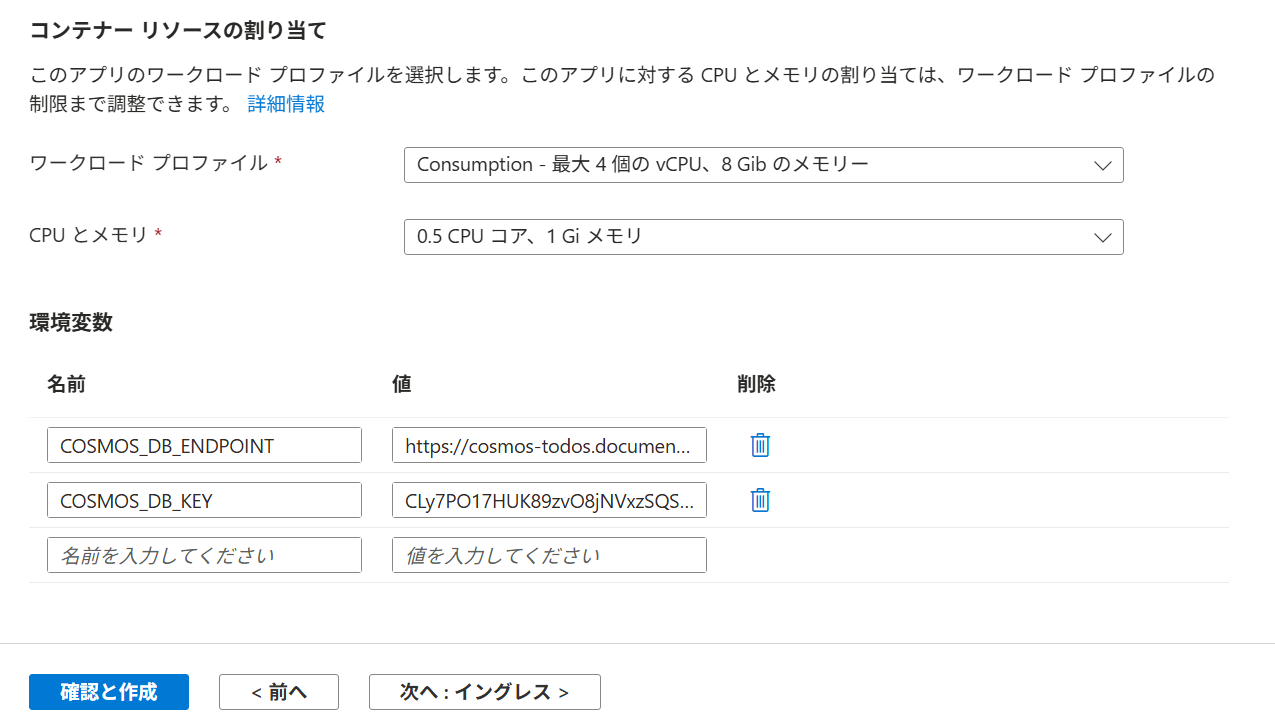 コンテナー リソースの割り当て
このアプリのワークロード プロファイルを選択します。このアプリに対する CPU とメモリの割り当ては、ワークロード プロファイルの
制限まで調整できます。 詳細情報
ワークロード プロファイル *
Consumption - 最大 4 個の vCPU、8 Gib のメモリー
CPU とメモリ *
0.5 CPU コア、1 Gi メモリ
環境変数
名前 値 削除
COSMOS_DB_ENDPOINT https://cosmos-todos.documen...
COSMOS_DB_KEY CLy7PO17HUK89zvO8jNVxzSQS...
名前を入力してください 値を入力してください
確認と作成 < 前へ 次へ : イングレス >